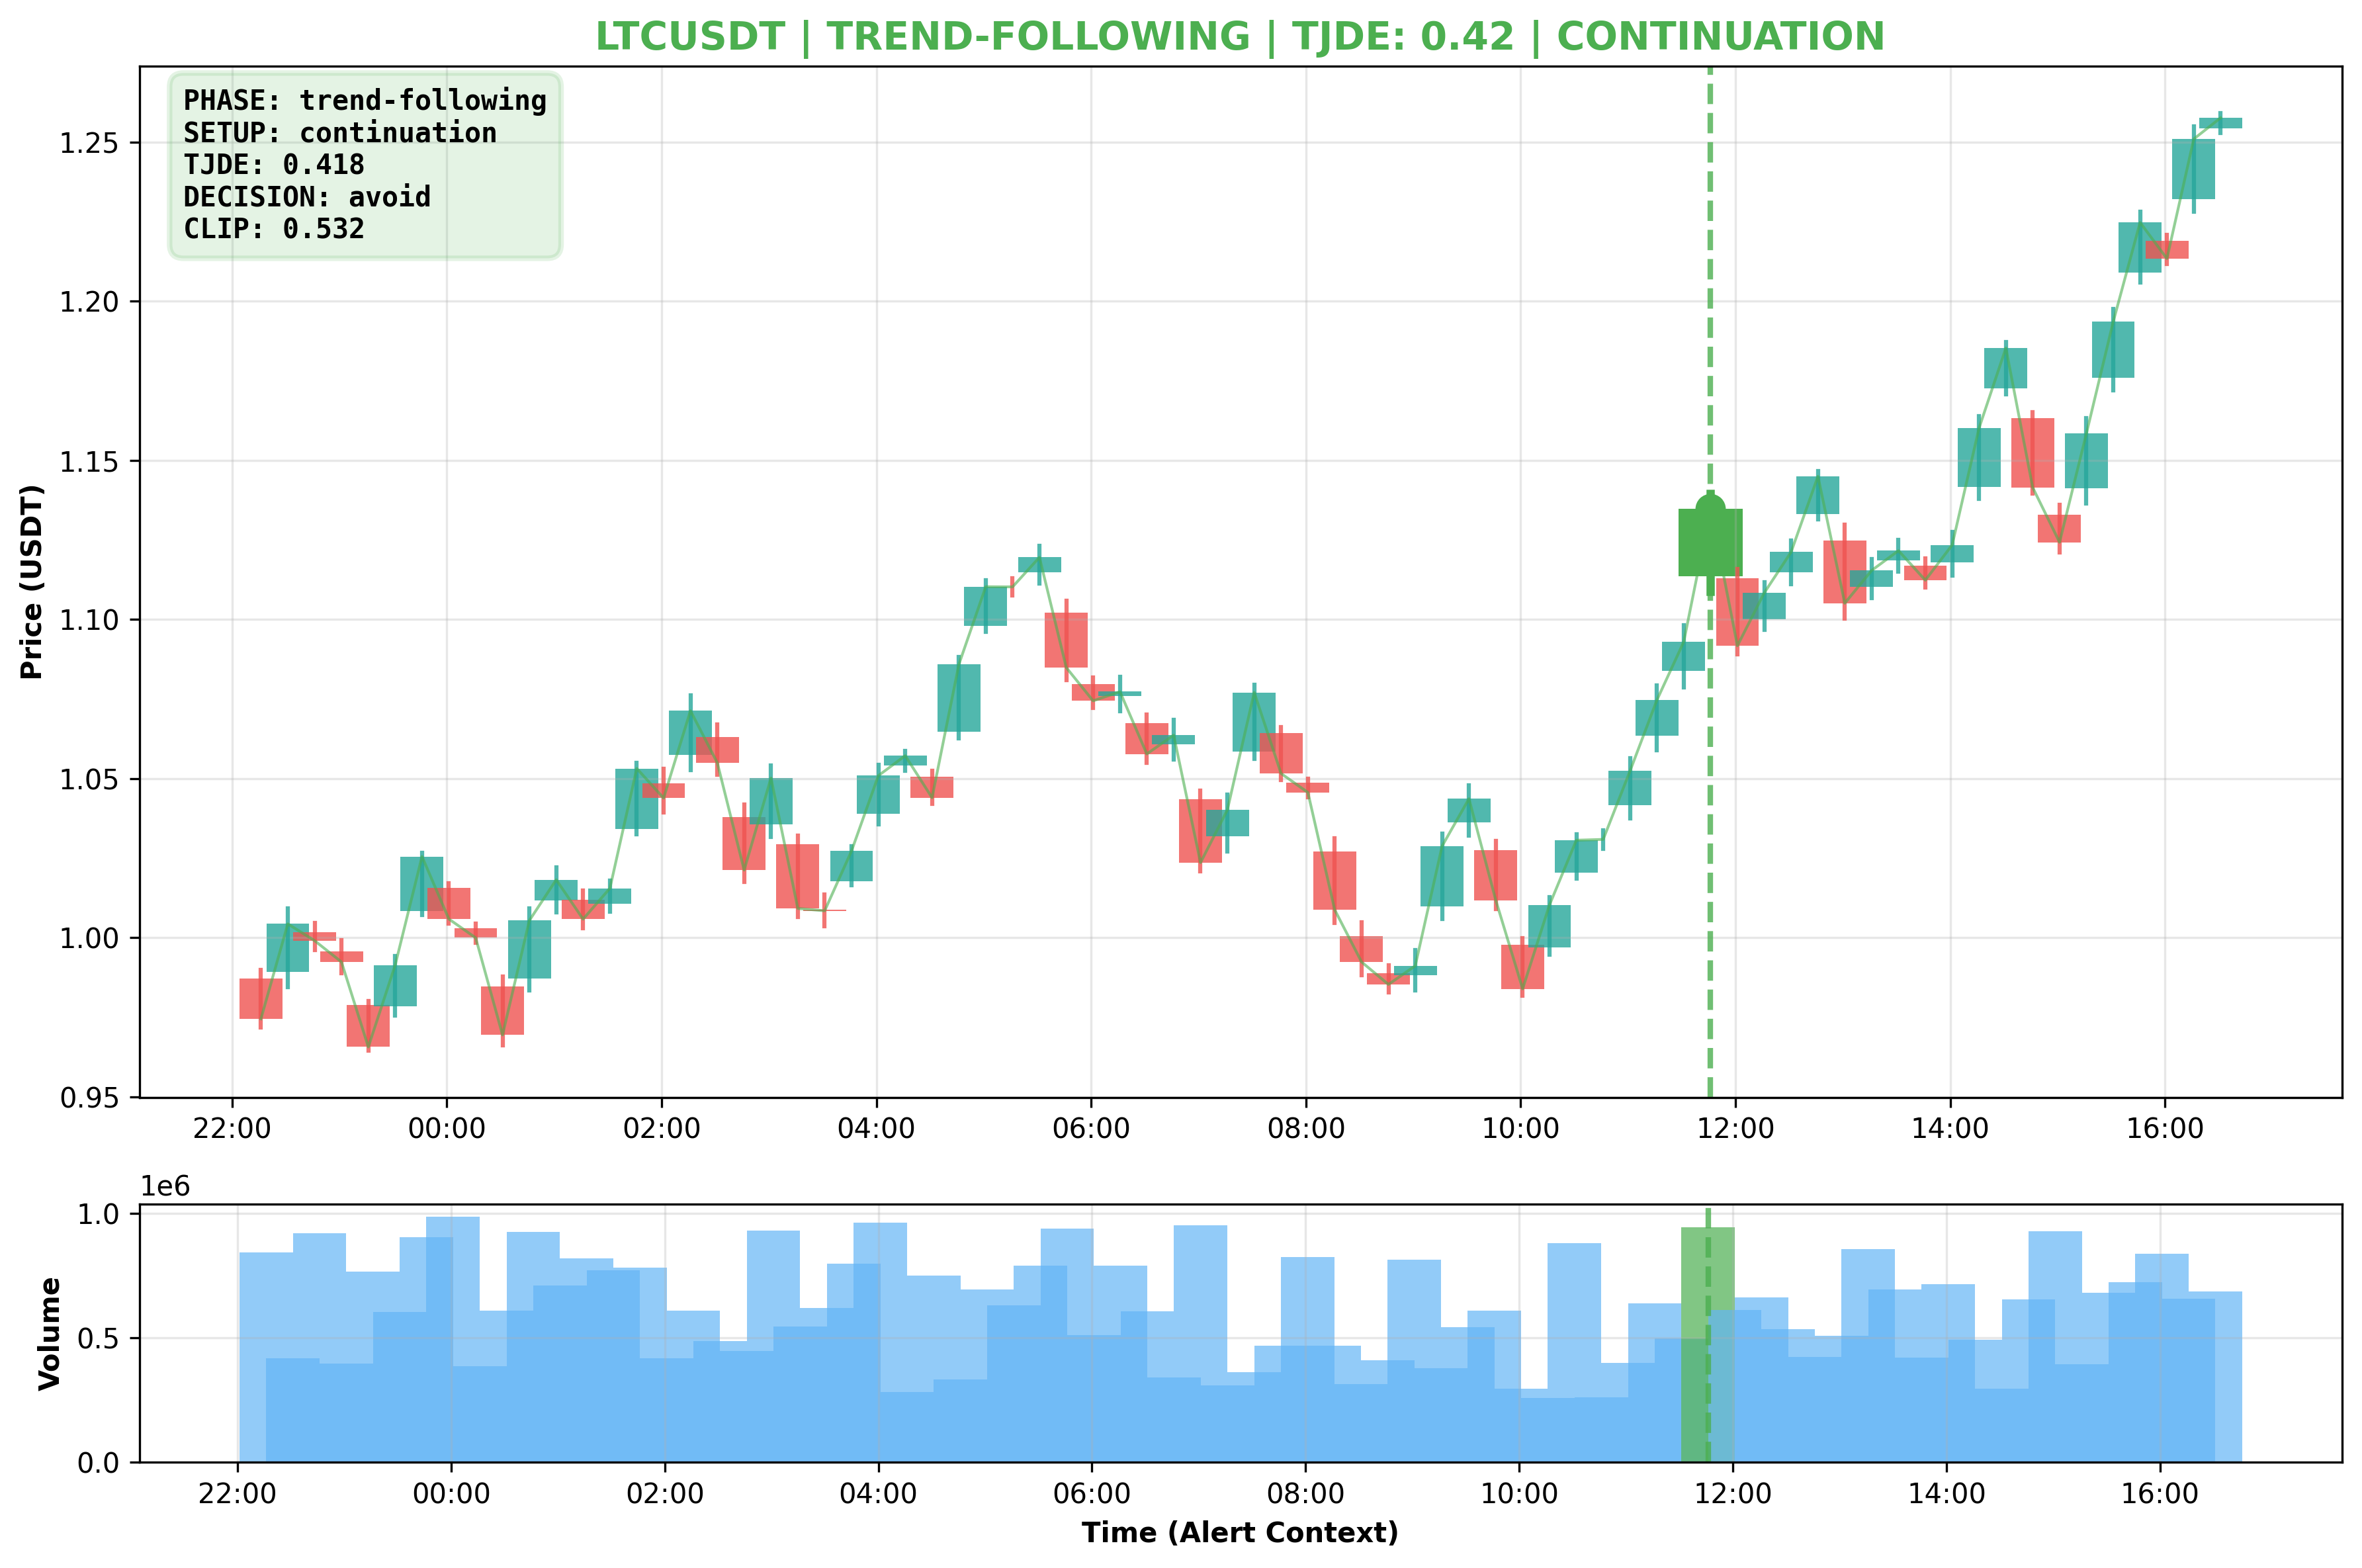 LTCUSDT | TREND-FOLLOWING | TJDE: 0.42 | CONTINUATION
PHASE: trend-following
SETUP: continuation
TJDE: 0.418
DECISION: avoid
CLIP: 0.532
Price (USDT)
1.25
1.20
1.15
1.10
1.05
1.00
0.95
22:00 00:00 02:00 04:00 06:00 08:00 10:00 12:00 14:00 16:00
1e6
Volume
1.0
0.5
0.0
22:00 00:00 02:00 04:00 06:00 08:00 10:00 12:00 14:00 16:00
Time (Alert Context)